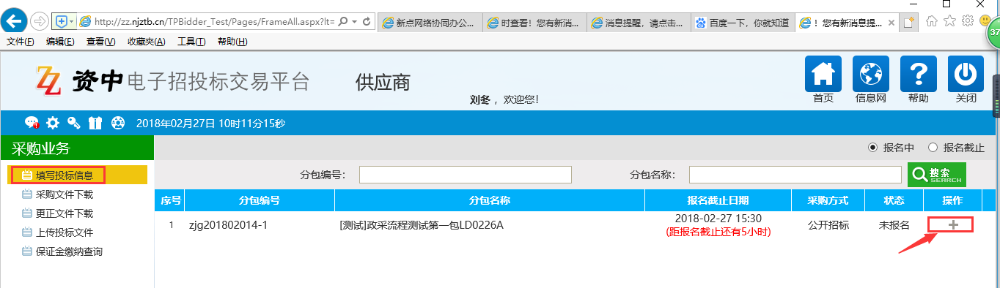 http://zz.njztb.cn/TPBidder_Test/Pages/FrameAll.aspx?lt=
新点网络协同办公...
时查看！您有新消...
消息提醒，请点击...
百度一下，你就知道
！您有新消息提...
37
文件(F) 编辑(E) 查看(V) 收藏夹(A) 工具(T) 帮助(H)
ZZ 资中电子招投标交易平台 供应商
刘冬 ，欢迎您！
首页 信息网 帮助 关闭
2018年02月27日 10时11分15秒
采购业务
填写投标信息
采购文件下载
更正文件下载
上传投标文件
保证金缴纳查询
报名中 报名截止
分包编号： 分包名称： 搜索 SEARCH
序号 分包编号 分包名称 报名截止日期 采购方式 状态 操作
1 zjg201802014-1 [测试]政采流程测试第一包LD0226A 2018-02-27 15:30 公开招标 未报名
(距报名截止还有5小时)